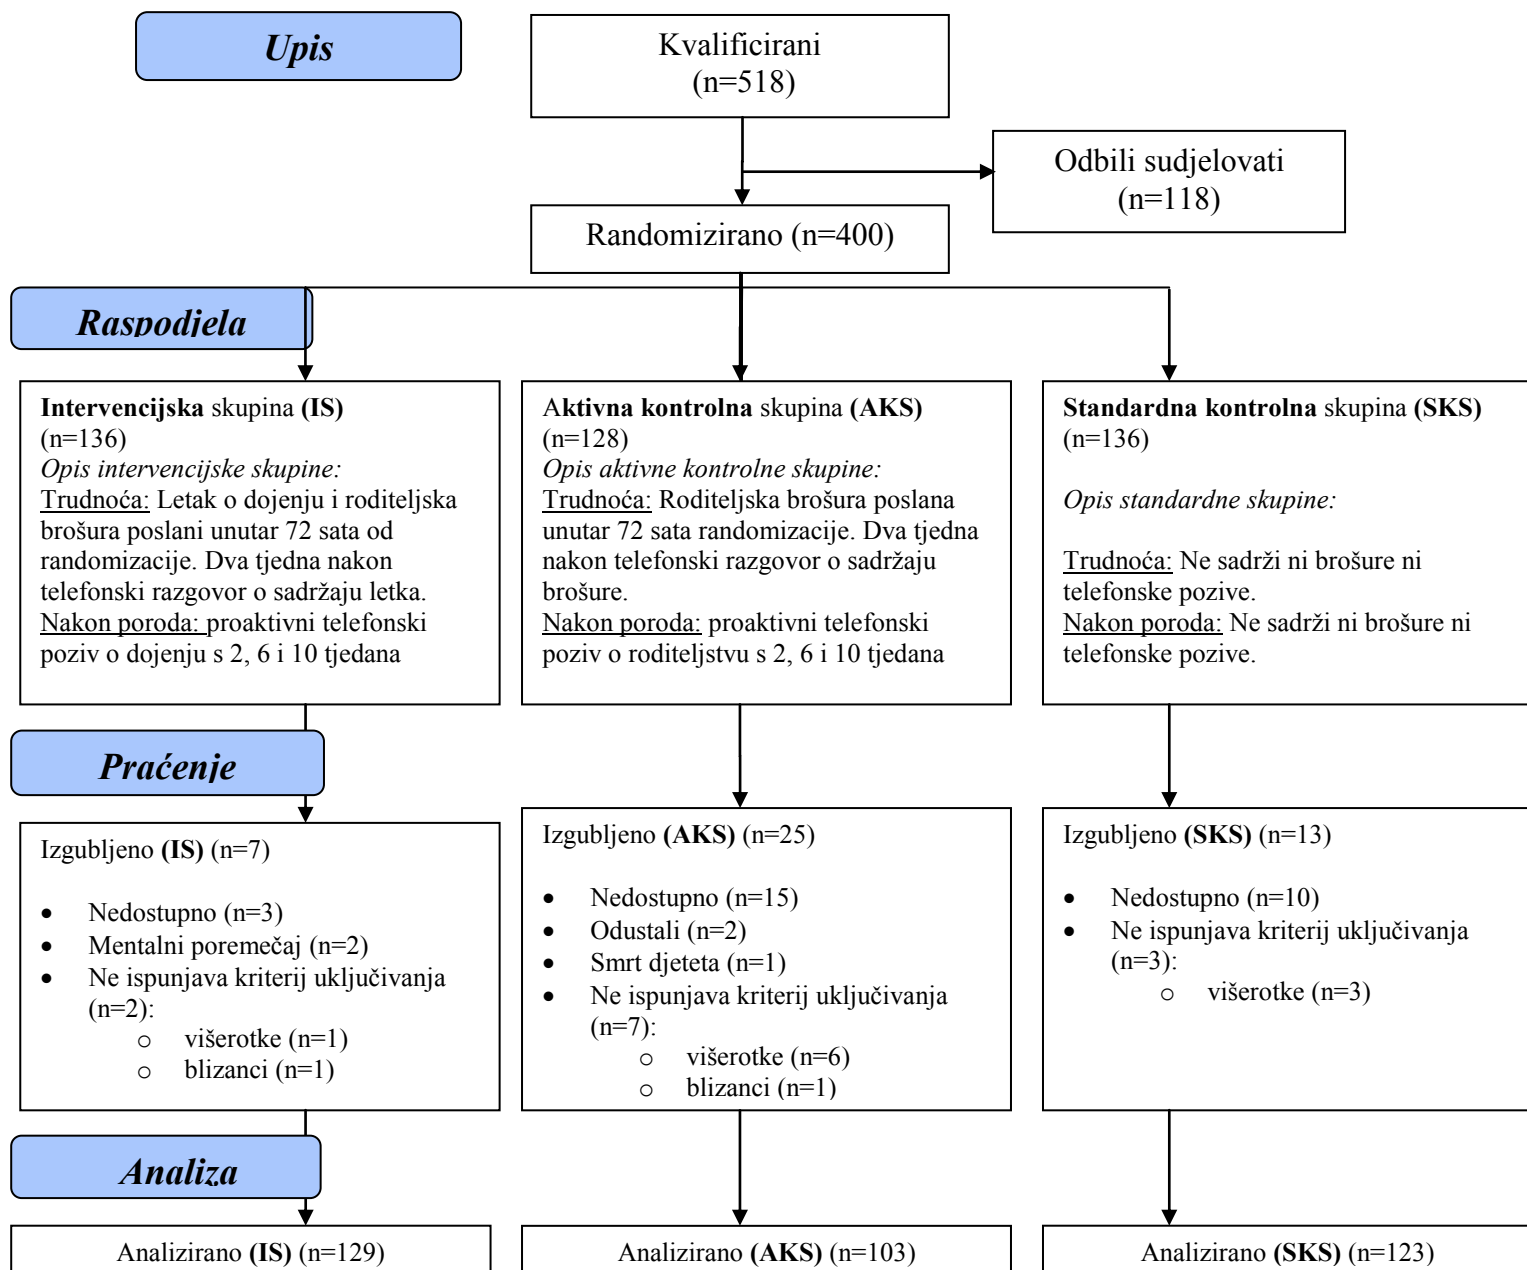 Upis
Kvalificirani
(n=518)
Odbili sudjelovati
(n=118)
Randomizirano (n=400)
Raspodjela
Intervencijska skupina (IS)
(n=136)
Opis intervencijske skupine:
Trudnoća: Letak o dojenju i roditeljska
brošura poslani unutar 72 sata od
randomizacije. Dva tjedna nakon
telefonski razgovor o sadržaju letka.
Nakon poroda: proaktivni telefonski
poziv o dojenju s 2, 6 i 10 tjedana
Aktivna kontrolna skupina (AKS)
(n=128)
Opis aktivne kontrolne skupine:
Trudnoća: Roditeljska brošura poslana
unutar 72 sata randomizacije. Dva tjedna
nakon telefonski razgovor o sadržaju
brošure.
Nakon poroda: proaktivni telefonski
poziv o roditeljstvu s 2, 6 i 10 tjedana
Standardna kontrolna skupina (SKS)
(n=136)
Opis standardne skupine:
Trudnoća: Ne sadrži ni brošure ni
telefonske pozive.
Nakon poroda: Ne sadrži ni brošure ni
telefonske pozive.
Praćenje
Izgubljeno (IS) (n=7)
• Nedostupno (n=3)
• Mentalni poremečaj (n=2)
• Ne ispunjava kriterij uključivanja
(n=2):
o višerotke (n=1)
o blizanci (n=1)
Izgubljeno (AKS) (n=25)
• Nedostupno (n=15)
• Odustali (n=2)
• Smrt djeteta (n=1)
• Ne ispunjava kriterij uključivanja
(n=7):
o višerotke (n=6)
o blizanci (n=1)
Izgubljeno (SKS) (n=13)
• Nedostupno (n=10)
• Ne ispunjava kriterij uključivanja
(n=3):
o višerotke (n=3)
Analiza
Analizirano (IS) (n=129)
Analizirano (AKS) (n=103)
Analizirano (SKS) (n=123)